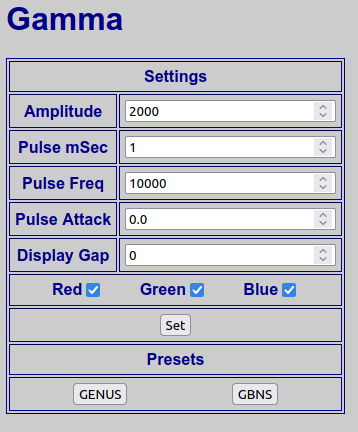 Gamma
Settings
Amplitude 2000
Pulse mSec 1
Pulse Freq 10000
Pulse Attack 0.0
Display Gap 0
Red Green Blue
Set
Presets
GENUS GBNS